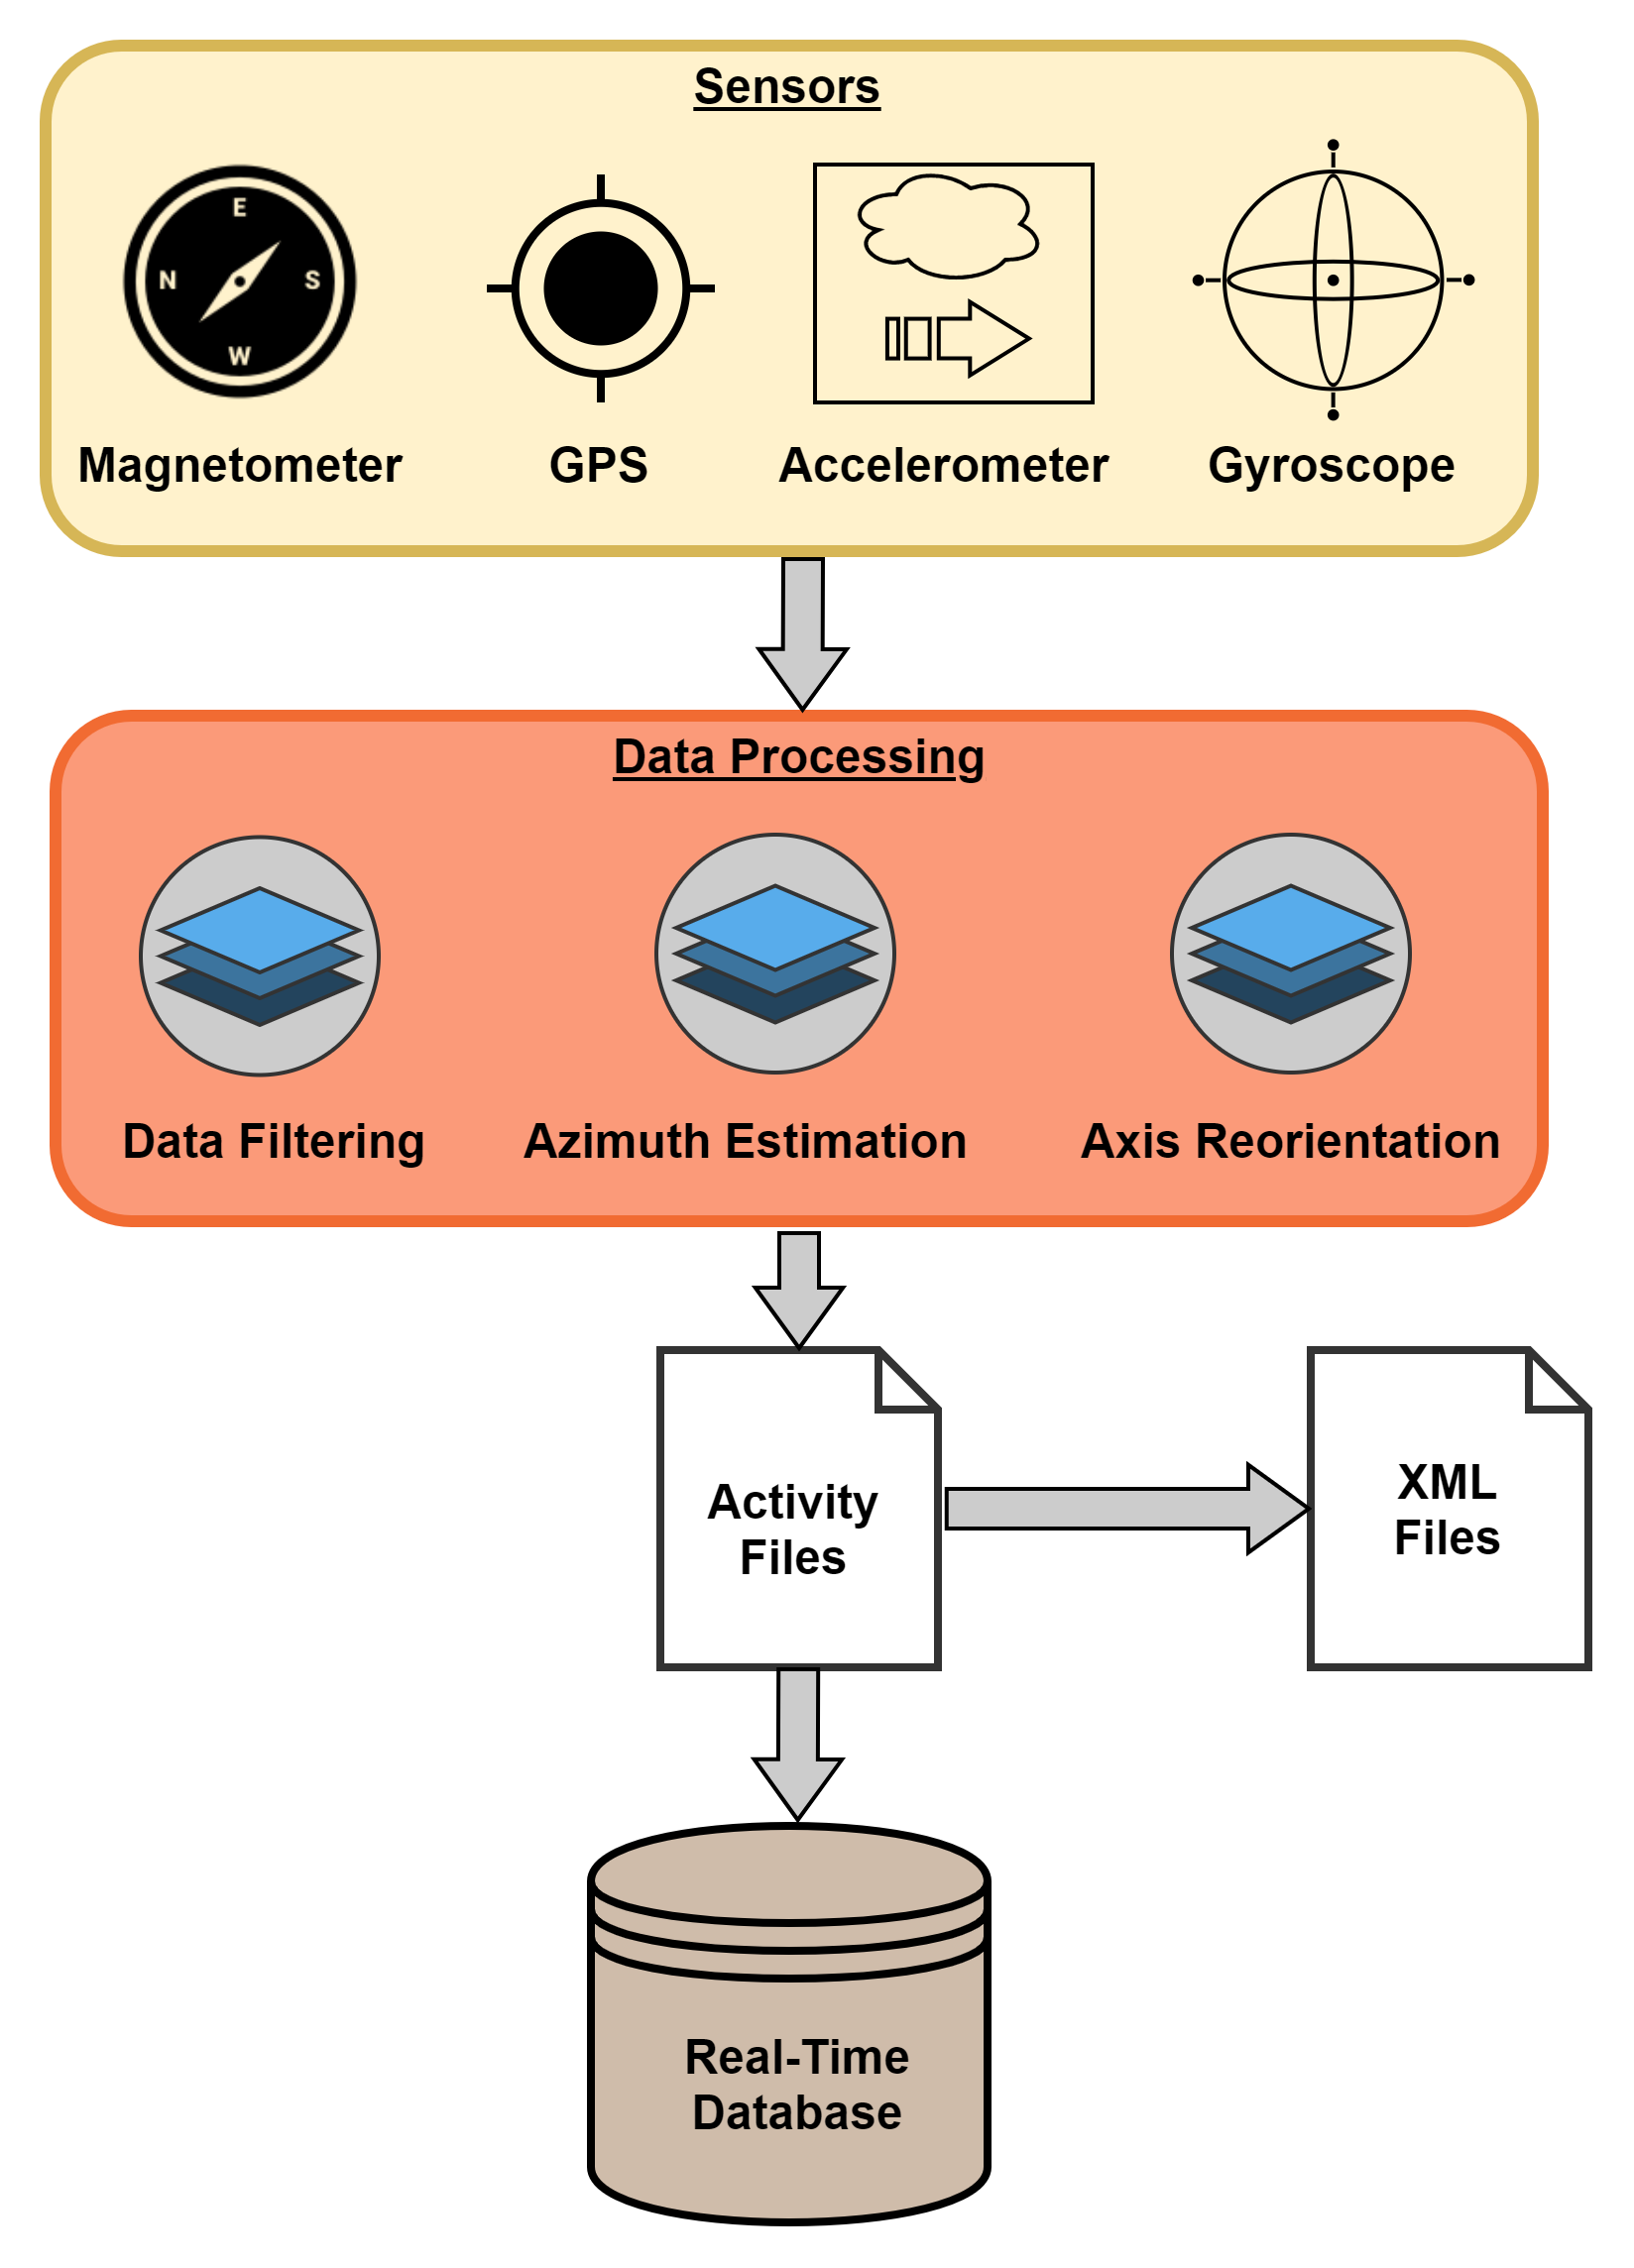 Sensors
E
N S
W
Magnetometer GPS Accelerometer Gyroscope
Data Processing
Data Filtering Azimuth Estimation Axis Reorientation
Activity
Files
XML
Files
Real-Time
Database